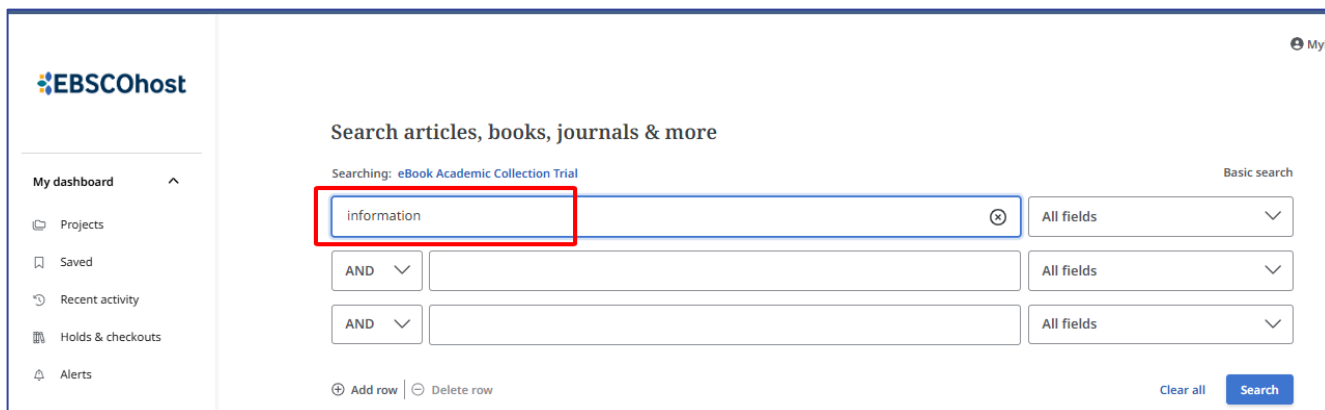 My
EBSCOhost
Search articles, books, journals & more
Searching: eBook Academic Collection Trial
Basic search
My dashboard
information
All fields
Projects
Saved
AND
All fields
Recent activity
Holds & checkouts
AND
All fields
Alerts
Add row
Delete row
Clear all
Search